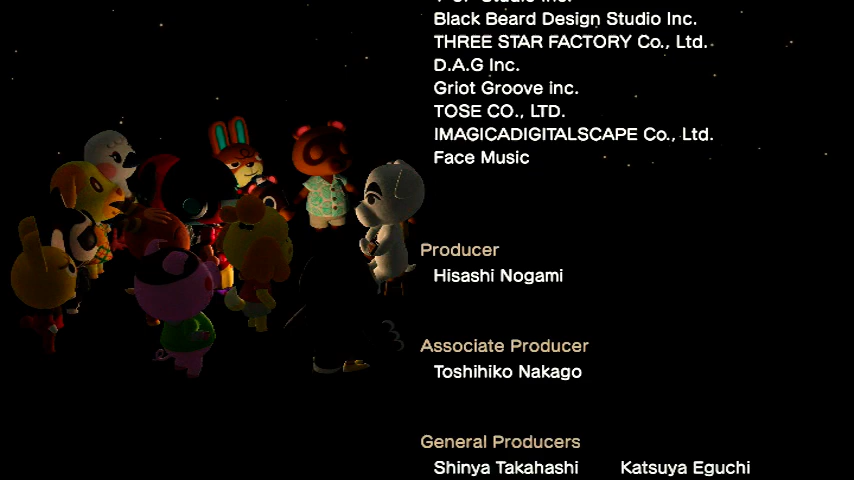 Black Beard Design Studio Inc.
THREE STAR FACTORY Co., Ltd.
D.A.G Inc.
Griot Groove inc.
TOSE CO., LTD.
IMAGICADIGITALSCAPE Co., Ltd.
Face Music
Producer
Hisashi Nogami
Associate Producer
Toshihiko Nakago
General Producers
Shinya Takahashi Katsuya Eguchi